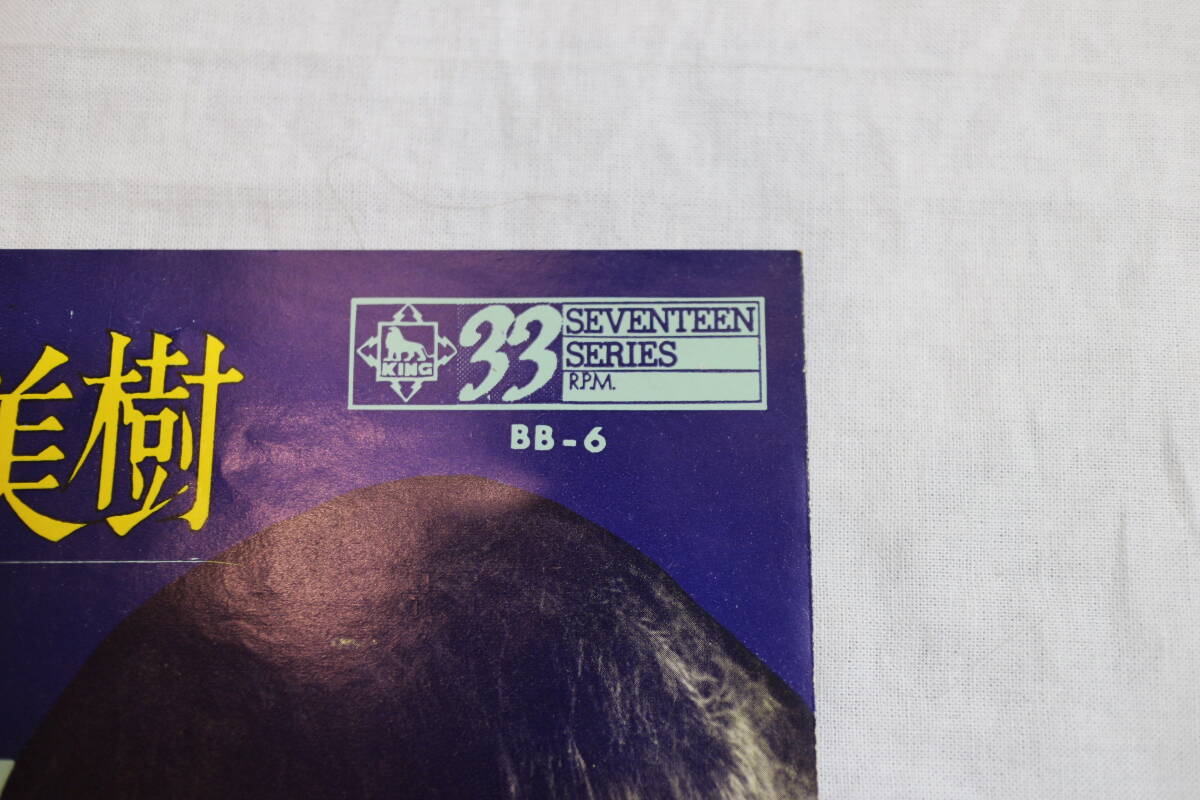 KING 33 SEVENTEEN
SERIES
R.P.M.
BB-6
美樹